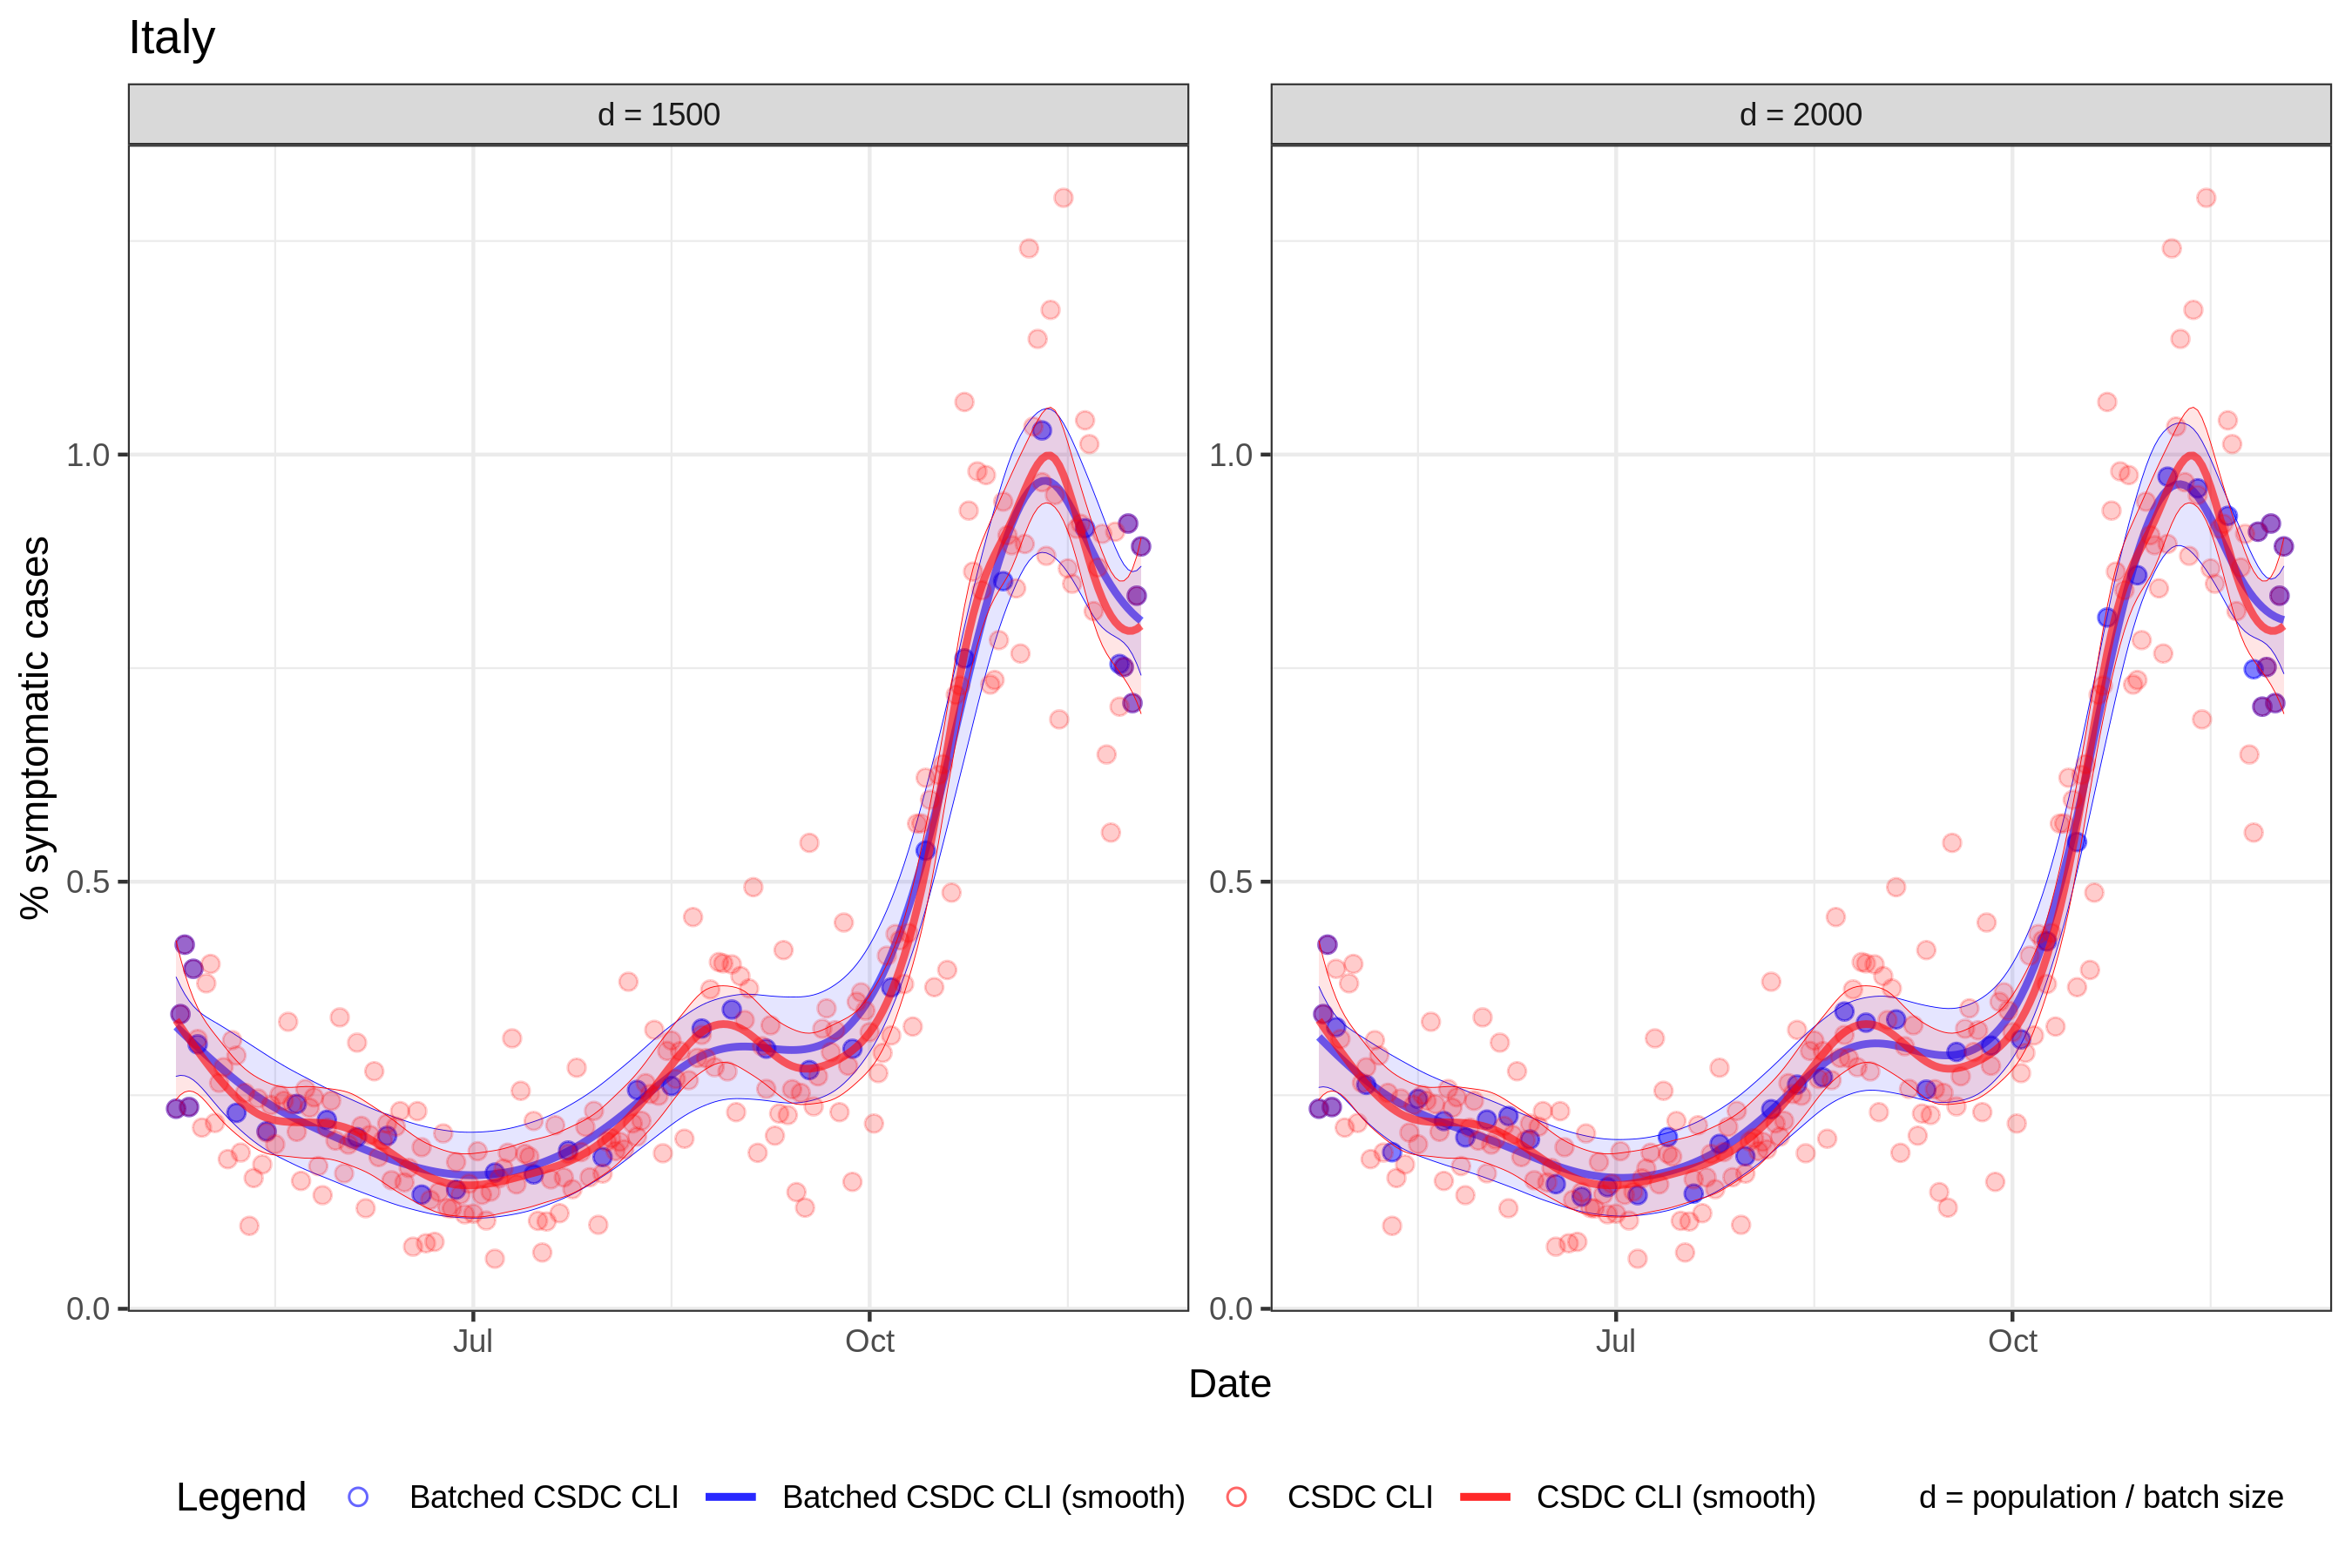 Italy
d = 1500
d = 2000
% symptomatic cases
1.0
0.5
0.0
1.0
0.5
0.0
Jul
Oct
Jul
Oct
Date
Legend
Batched CSDC CLI
Batched CSDC CLI (smooth)
CSDC CLI
CSDC CLI (smooth)
d = population / batch size